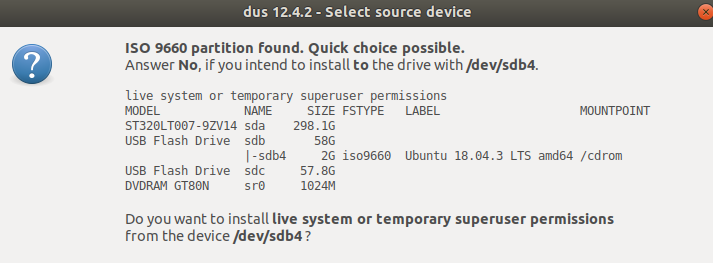 dus 12.4.2 - Select source device
ISO 9660 partition found. Quick choice possible.
Answer No, if you intend to install to the drive with /dev/sdb4.
live system or temporary superuser permissions
MODEL NAME SIZE FSTYPE LABEL MOUNTPOINT
ST320LT007-9ZV14 sda 298.1G
USB Flash Drive sdb 58G
|-sdb4 2G iso9660 Ubuntu 18.04.3 LTS amd64 /cdrom
USB Flash Drive sdc 57.8G
DVDRAM GT80N sr0 1024M
Do you want to install live system or temporary superuser permissions
from the device /dev/sdb4 ?